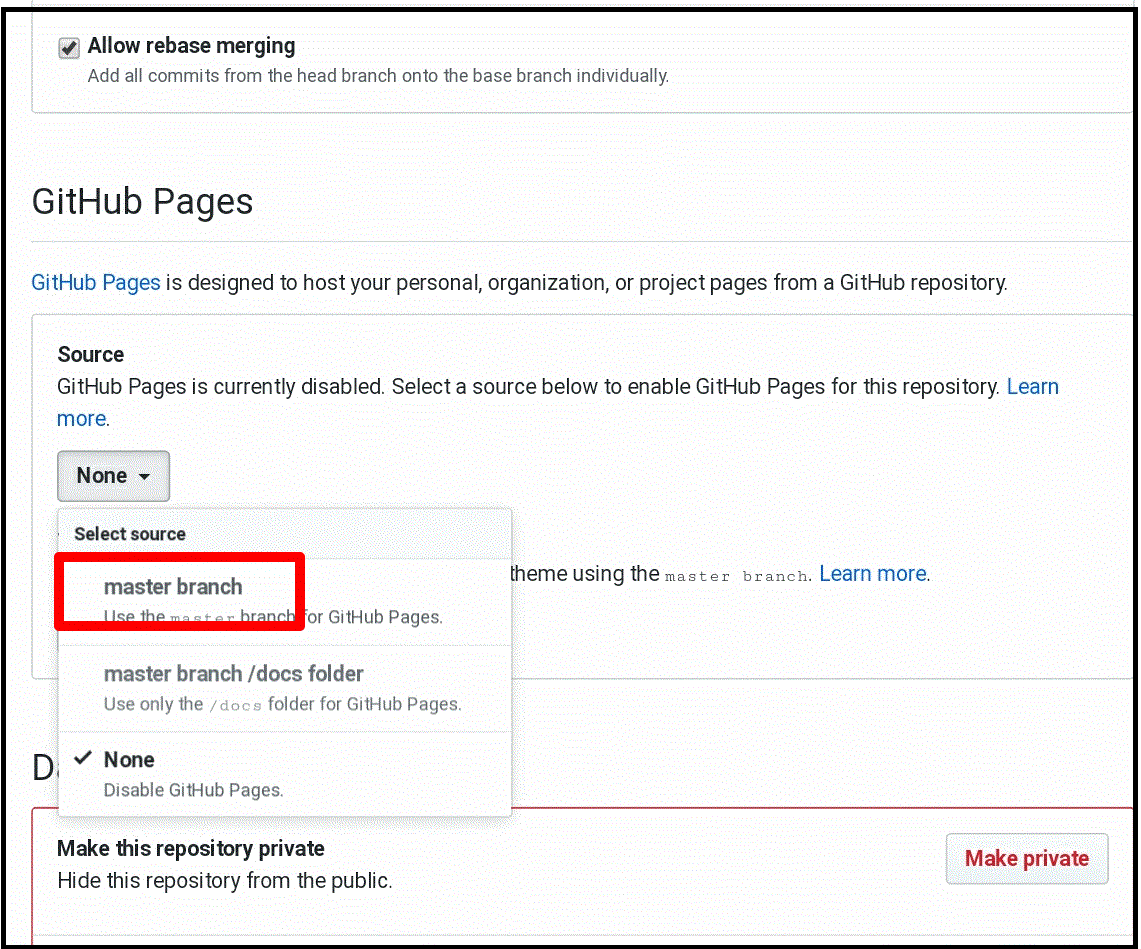 Allow rebase merging
Add all commits from the head branch onto the base branch individually.
GitHub Pages
GitHub Pages is designed to host your personal, organization, or project pages from a GitHub repository.
Source
GitHub Pages is currently disabled. Select a source below to enable GitHub Pages for this repository. Learn
more.
None
Select source
master branch
theme using the master branch. Learn more.
Use the master branch for GitHub Pages.
master branch /docs folder
Use only the /docs folder for GitHub Pages.
None
Disable GitHub Pages.
Make this repository private
Hide this repository from the public.
Make private